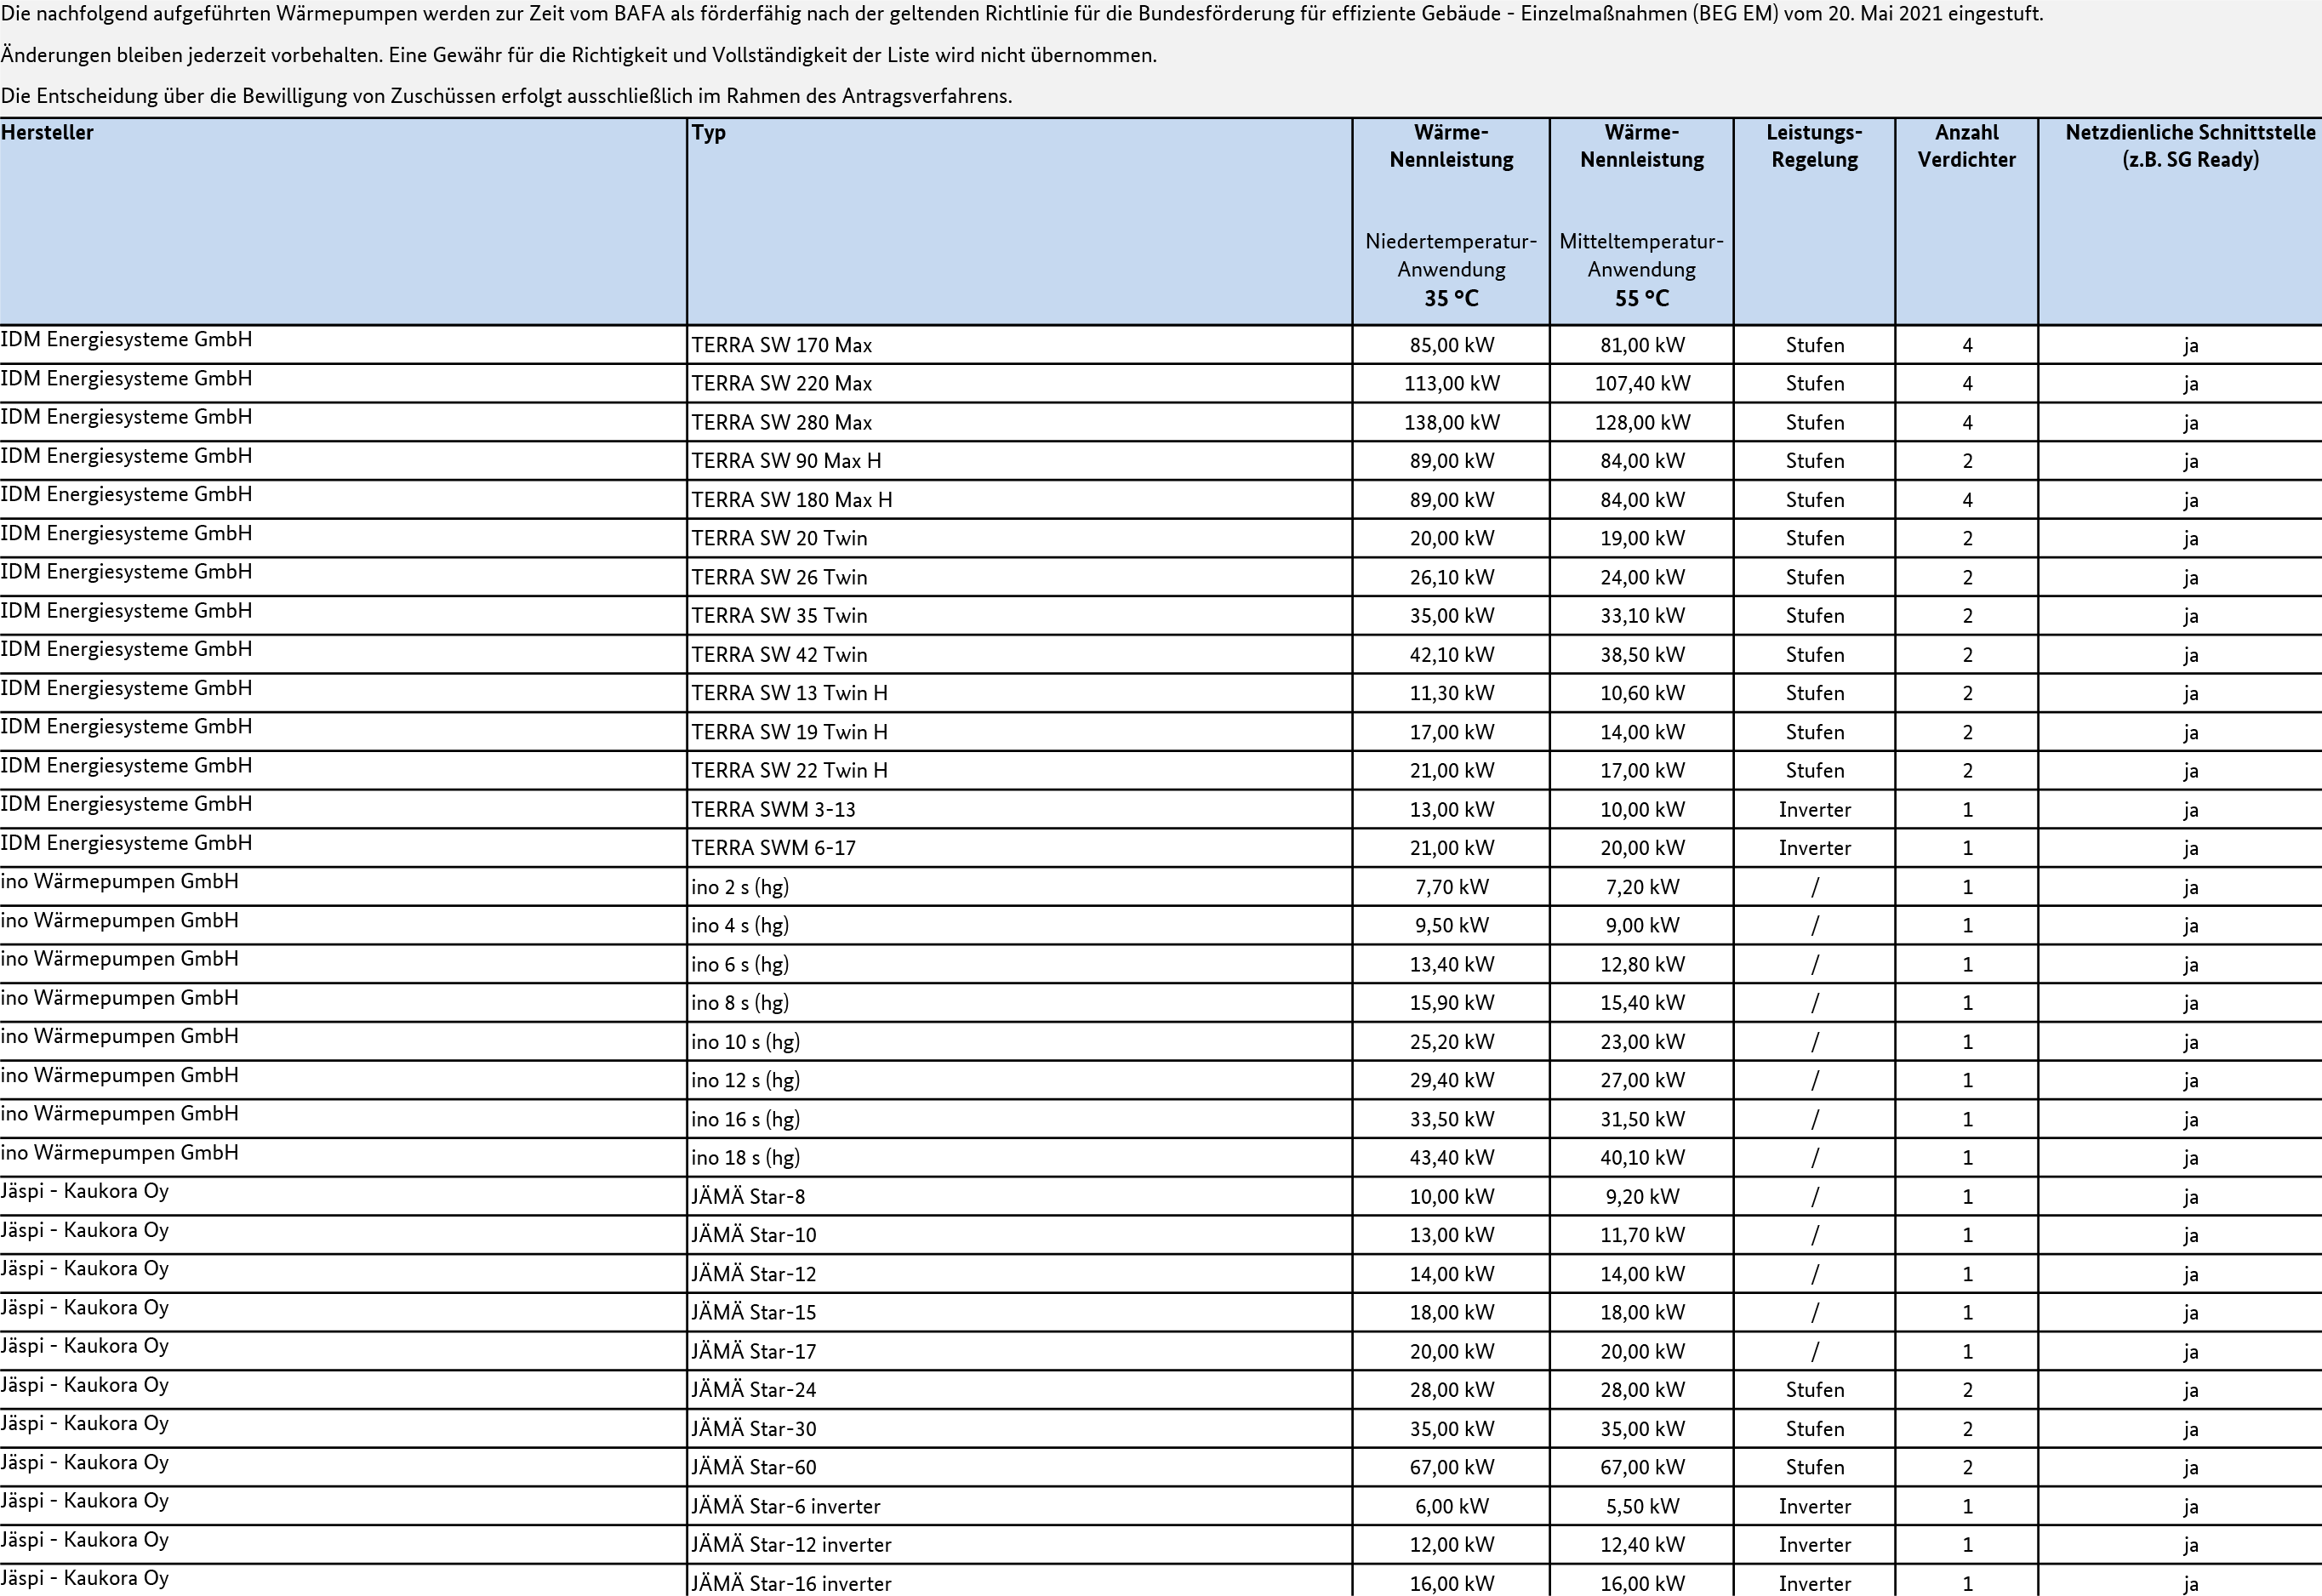 Die nachfolgend aufgeführten Wärmepumpen werden zur Zeit vom BAFA als förderfähig nach der geltenden Richtlinie für die Bundesförderung für effiziente Gebäude - Einzelmaßnahmen (BEG EM) vom 20. Mai 2021 eingestuft.
Änderungen bleiben jederzeit vorbehalten. Eine Gewähr für die Richtigkeit und Vollständigkeit der Liste wird nicht übernommen.
Die Entscheidung über die Bewilligung von Zuschüssen erfolgt ausschließlich im Rahmen des Antragsverfahrens.
Hersteller Typ Wärme- Wärme- Leistungs- Anzahl Netzdienliche Schnittstelle
Nennleistung Nennleistung Regelung Verdichter (z.B. SG Ready)
Niedertemperatur- Mitteltemperatur-
Anwendung Anwendung
35 °C 55 °C
IDM Energiesysteme GmbH TERRA SW 170 Max 85,00 kW 81,00 kW Stufen 4 ja
IDM Energiesysteme GmbH TERRA SW 220 Max 113,00 kW 107,40 kW Stufen 4 ja
IDM Energiesysteme GmbH TERRA SW 280 Max 138,00 kW 128,00 kW Stufen 4 ja
IDM Energiesysteme GmbH TERRA SW 90 Max H 89,00 kW 84,00 kW Stufen 2 ja
IDM Energiesysteme GmbH TERRA SW 180 Max H 89,00 kW 84,00 kW Stufen 4 ja
IDM Energiesysteme GmbH TERRA SW 20 Twin 20,00 kW 19,00 kW Stufen 2 ja
IDM Energiesysteme GmbH TERRA SW 26 Twin 26,10 kW 24,00 kW Stufen 2 ja
IDM Energiesysteme GmbH TERRA SW 35 Twin 35,00 kW 33,10 kW Stufen 2 ja
IDM Energiesysteme GmbH TERRA SW 42 Twin 42,10 kW 38,50 kW Stufen 2 ja
IDM Energiesysteme GmbH TERRA SW 13 Twin H 11,30 kW 10,60 kW Stufen 2 ja
IDM Energiesysteme GmbH TERRA SW 19 Twin H 17,00 kW 14,00 kW Stufen 2 ja
IDM Energiesysteme GmbH TERRA SW 22 Twin H 21,00 kW 17,00 kW Stufen 2 ja
IDM Energiesysteme GmbH TERRA SWM 3-13 13,00 kW 10,00 kW Inverter 1 ja
IDM Energiesysteme GmbH TERRA SWM 6-17 21,00 kW 20,00 kW Inverter 1 ja
ino Wärmepumpen GmbH ino 2 s (hg) 7,70 kW 7,20 kW / 1 ja
ino Wärmepumpen GmbH ino 4 s (hg) 9,50 kW 9,00 kW / 1 ja
ino Wärmepumpen GmbH ino 6 s (hg) 13,40 kW 12,80 kW / 1 ja
ino Wärmepumpen GmbH ino 8 s (hg) 15,90 kW 15,40 kW / 1 ja
ino Wärmepumpen GmbH ino 10 s (hg) 25,20 kW 23,00 kW / 1 ja
ino Wärmepumpen GmbH ino 12 s (hg) 29,40 kW 27,00 kW / 1 ja
ino Wärmepumpen GmbH ino 16 s (hg) 33,50 kW 31,50 kW / 1 ja
ino Wärmepumpen GmbH ino 18 s (hg) 43,40 kW 40,10 kW / 1 ja
Jäspi - Kaukora Oy JÄMÄ Star-8 10,00 kW 9,20 kW / 1 ja
Jäspi - Kaukora Oy JÄMÄ Star-10 13,00 kW 11,70 kW / 1 ja
Jäspi - Kaukora Oy JÄMÄ Star-12 14,00 kW 14,00 kW / 1 ja
Jäspi - Kaukora Oy JÄMÄ Star-15 18,00 kW 18,00 kW / 1 ja
Jäspi - Kaukora Oy JÄMÄ Star-17 20,00 kW 20,00 kW / 1 ja
Jäspi - Kaukora Oy JÄMÄ Star-24 28,00 kW 28,00 kW Stufen 2 ja
Jäspi - Kaukora Oy JÄMÄ Star-30 35,00 kW 35,00 kW Stufen 2 ja
Jäspi - Kaukora Oy JÄMÄ Star-60 67,00 kW 67,00 kW Stufen 2 ja
Jäspi - Kaukora Oy JÄMÄ Star-6 inverter 6,00 kW 5,50 kW Inverter 1 ja
Jäspi - Kaukora Oy JÄMÄ Star-12 inverter 12,00 kW 12,40 kW Inverter 1 ja
Jäspi - Kaukora Oy JÄMÄ Star-16 inverter 16,00 kW 16,00 kW Inverter 1 ja